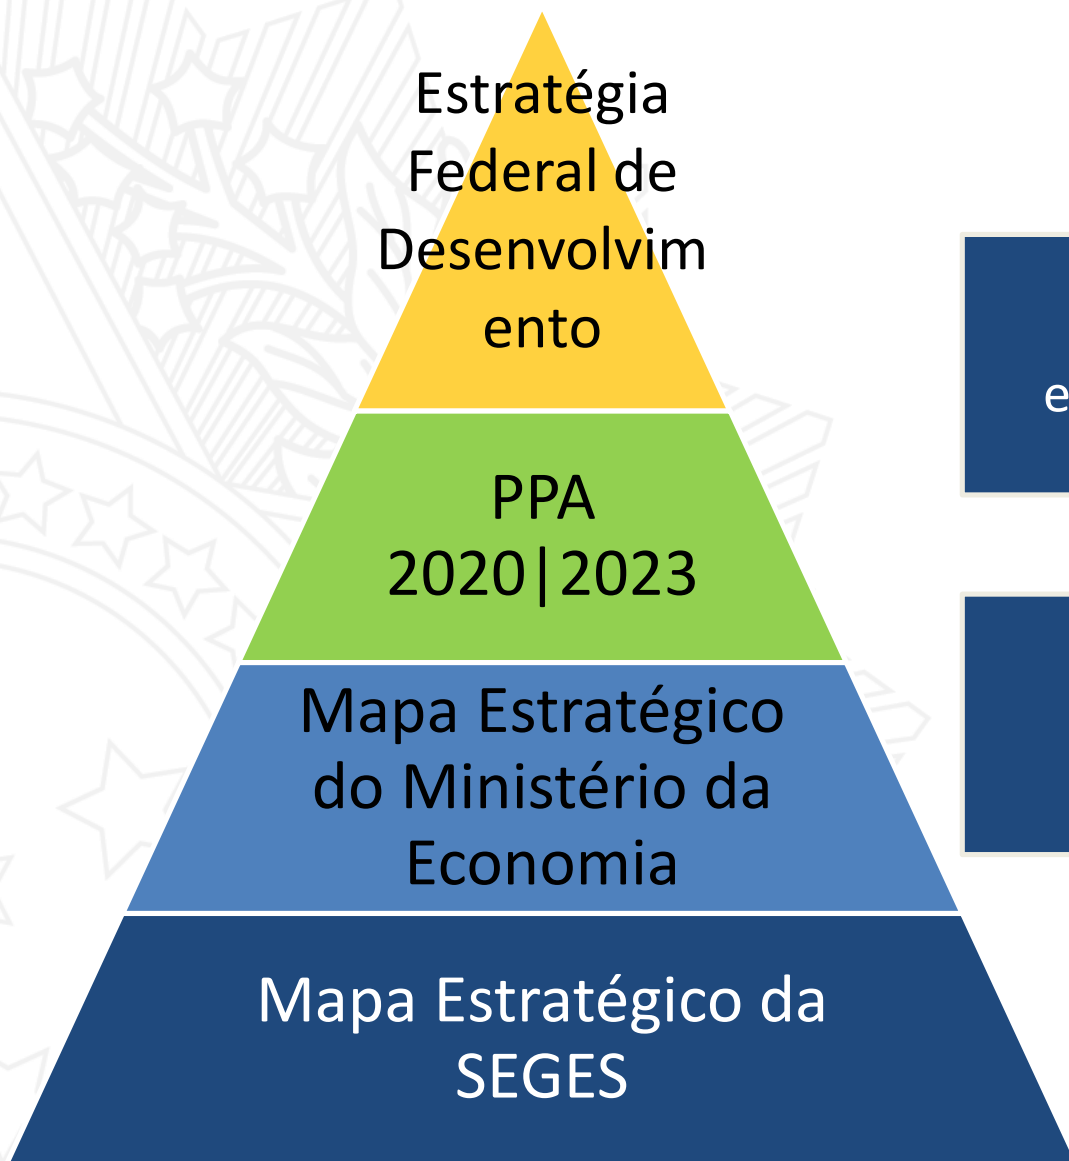 Estratégia
Federal de
Desenvolvim
ento
PPA
2020|2023
Mapa Estratégico
do Ministério da
Economia
Mapa Estratégico da
SEGES